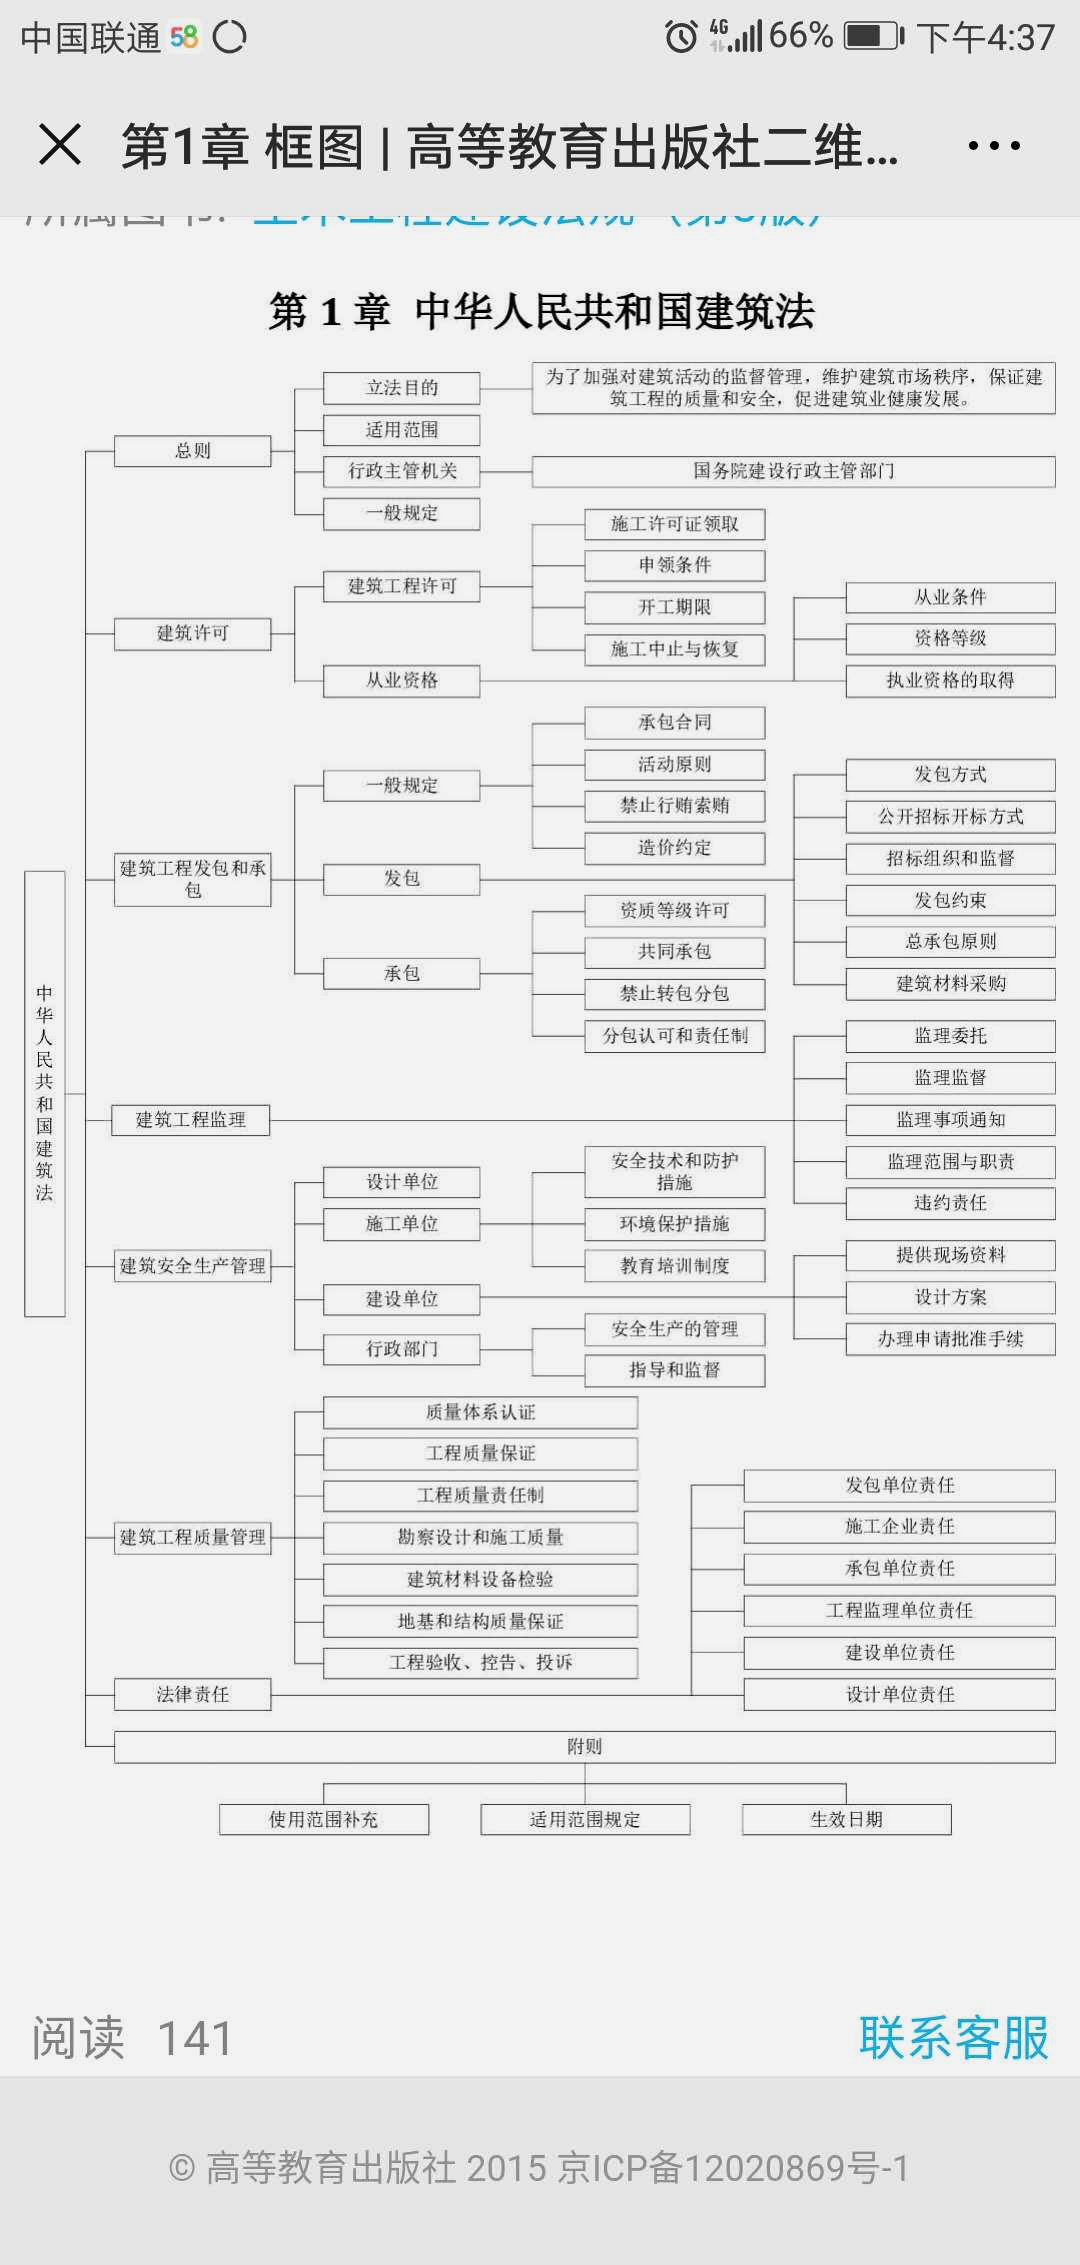 中国联通 58
4G 66% 下午4:37
第1章 框图 | 高等教育出版社二维...
第 1 章 中华人民共和国建筑法
中华人民共和国建筑法
总则
立法目的
为了加强对建筑活动的监督管理，维护建筑市场秩序，保证建
筑工程的质量和安全，促进建筑业健康发展。
适用范围
行政主管机关
国务院建设行政主管部门
一般规定
建筑许可
建筑工程许可
施工许可证领取
申领条件
开工期限
施工中止与恢复
从业资格
从业条件
资格等级
执业资格的取得
建筑工程发包和承
包
一般规定
承包合同
活动原则
禁止行贿索贿
造价约定
发包
发包方式
公开招标开标方式
招标组织和监督
发包约束
总承包原则
建筑材料采购
承包
资质等级许可
共同承包
禁止转包分包
分包认可和责任制
建筑工程监理
监理委托
监理监督
监理事项通知
监理范围与职责
违约责任
建筑安全生产管理
设计单位
施工单位
安全技术和防护
措施
环境保护措施
教育培训制度
建设单位
提供现场资料
设计方案
办理申请批准手续
行政部门
安全生产的管理
指导和监督
建筑工程质量管理
质量体系认证
工程质量保证
工程质量责任制
勘察设计和施工质量
建筑材料设备检验
地基和结构质量保证
工程验收、控告、投诉
法律责任
发包单位责任
施工企业责任
承包单位责任
工程监理单位责任
建设单位责任
设计单位责任
附则
使用范围补充
适用范围规定
生效日期
阅读 141
联系客服
© 高等教育出版社 2015 京ICP备12020869号-1